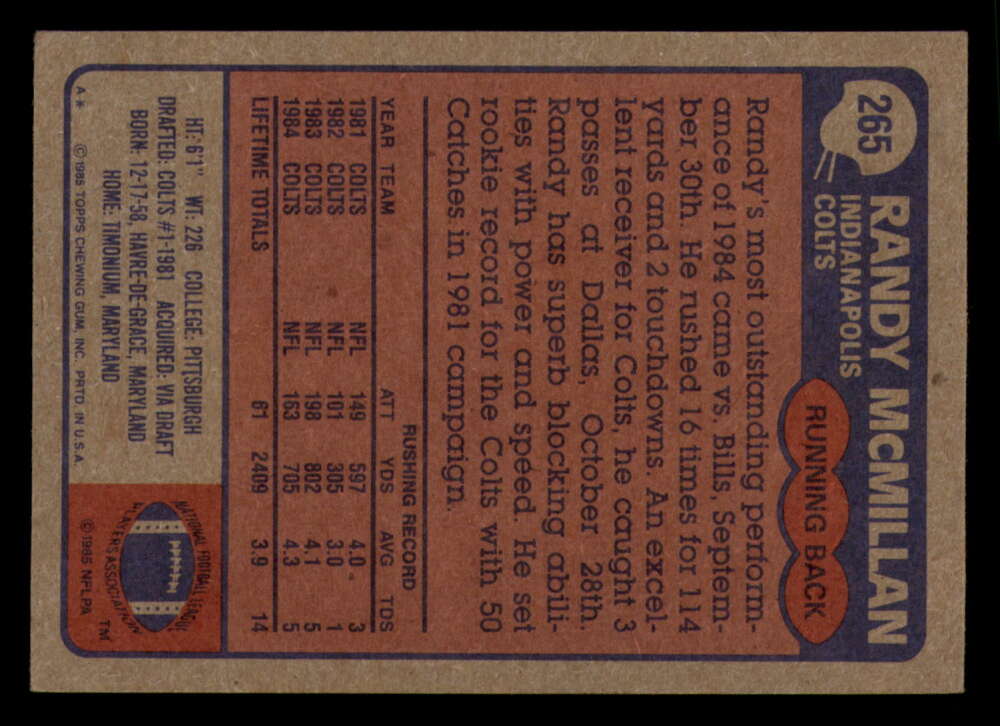 265
RANDY McMILLAN
INDIANAPOLIS
COLTS
RUNNING BACK
Randy's most outstanding perform-
ance of 1984 came vs. Bills, Septem-
ber 30th. He rushed 16 times for 114
yards and 2 touchdowns. An excel-
lent receiver for Colts, he caught 3
passes at Dallas, October 28th.
Randy has superb blocking abili-
ties with power and speed. He set
rookie record for the Colts with 50
Catches in 1981 campaign.
RUSHING RECORD
YEAR TEAM ATT YDS AVG TDS
1981 COLTS NFL 149 597 4.0 3
1982 COLTS NFL 101 305 3.0 1
1983 COLTS NFL 198 802 4.1 5
1984 COLTS NFL 163 705 4.3 5
LIFETIME TOTALS 61 2409 3.9 14
HT: 6'1" WT: 226 COLLEGE: PITTSBURGH
DRAFTED: COLTS #1-1981 ACQUIRED: VIA DRAFT
BORN: 12-17-58, HAVRE-DE-GRACE, MARYLAND
HOME: TIMONIUM, MARYLAND
A* © 1985 TOPPS CHEWING GUM, INC. PRTD. IN U.S.A.
NATIONAL FOOTBALL LEAGUE
PLAYERS ASSOCIATION
TM
© 1985 NFLPA